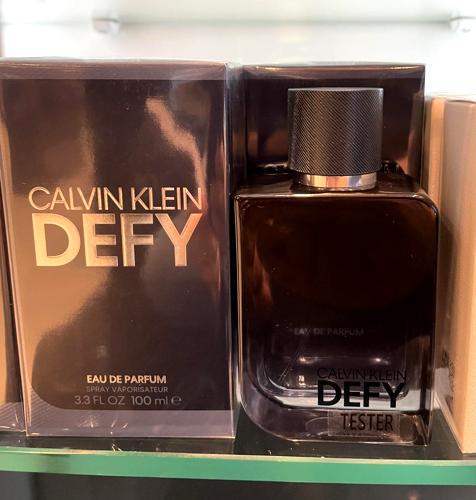 CALVIN KLEIN
DEFY
EAU DE PARFUM
SPRAY VAPORISATEUR
3.3 FL OZ 100 ml ℮
EAU DE PARFUM
CALVIN KLEIN
DEFY
TESTER